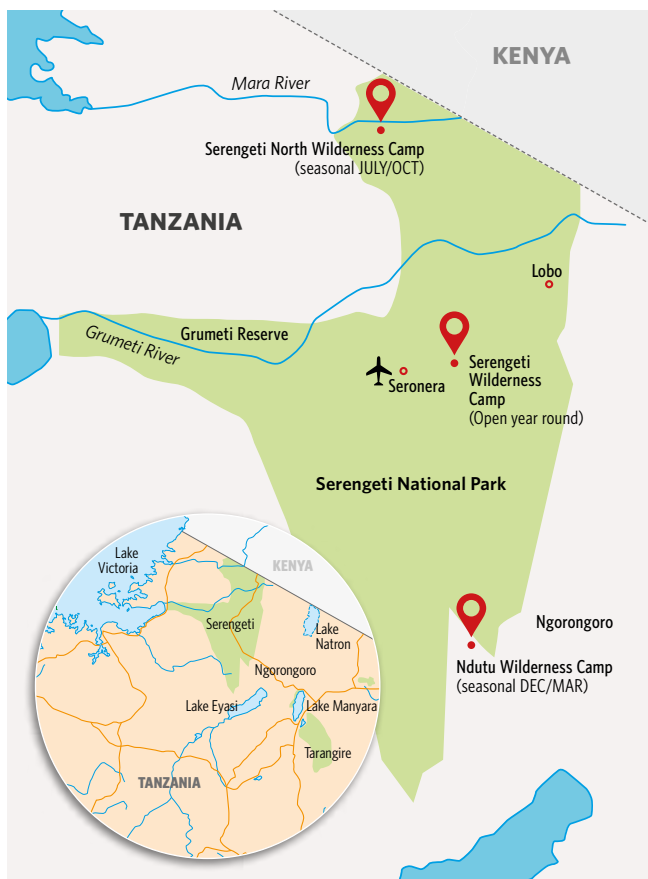 KENYA
Mara River
Serengeti North Wilderness Camp
(seasonal JULY/OCT)
TANZANIA
Lobo
Grumeti Reserve
Grumeti River
Serengeti
Wilderness
Camp
(Open year round)
Seronera
Serengeti National Park
Lake
Victoria
KENYA
Serengeti
Lake
Natron
Ngorongoro
Lake Eyasi
Lake Manyara
Tarangire
TANZANIA
Ngorongoro
Ndutu Wilderness Camp
(seasonal DEC/MAR)